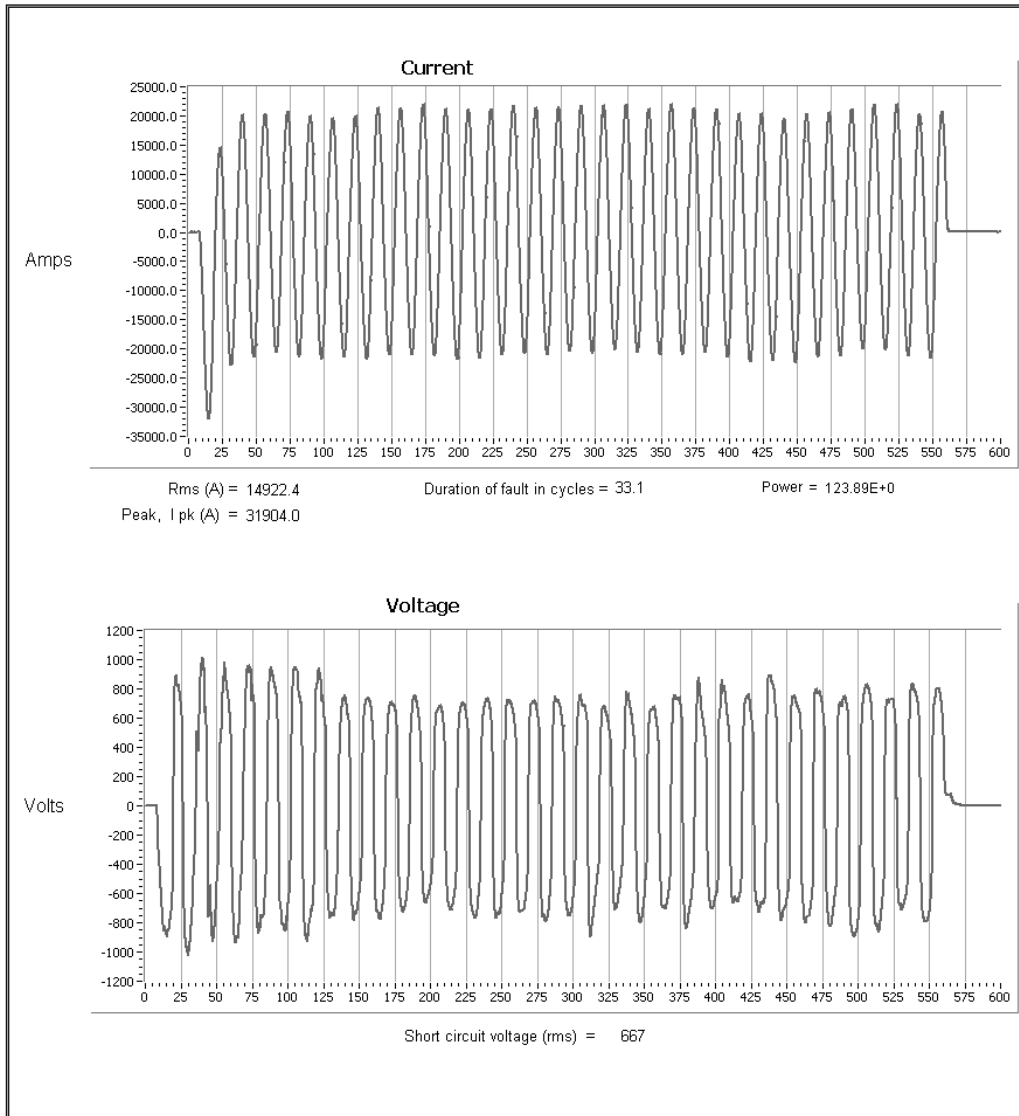 Current
25000.0
20000.0
15000.0
10000.0
5000.0
0.0
-5000.0
-10000.0
-15000.0
-20000.0
-25000.0
-30000.0
-35000.0
Amps
0 25 50 75 100 125 150 175 200 225 250 275 300 325 350 375 400 425 450 475 500 525 550 575 600
Rms (A) = 14922.4 Duration of fault in cycles = 33.1 Power = 123.89E+0
Peak, I pk (A) = 31904.0
Voltage
1200
1000
800
600
400
200
0
-200
-400
-600
-800
-1000
-1200
Volts
0 25 50 75 100 125 150 175 200 225 250 275 300 325 350 375 400 425 450 475 500 525 550 575 600
Short circuit voltage (rms) = 667